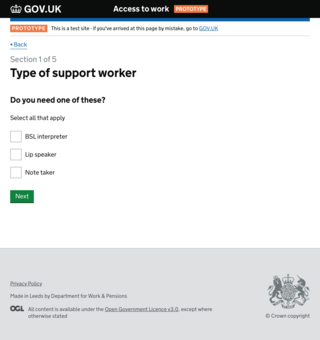 GOV.UK Access to work PROTOTYPE
PROTOTYPE This is a test site - if you've arrived at this page by mistake, go to GOV.UK
Back
Section 1 of 5
Type of support worker
Do you need one of these?
Select all that apply
BSL interpreter
Lip speaker
Note taker
Next
Privacy Policy
Made in Leeds by Department for Work & Pensions
OGL All content is available under the Open Government Licence v3.0, except where
otherwise stated
© Crown copyright